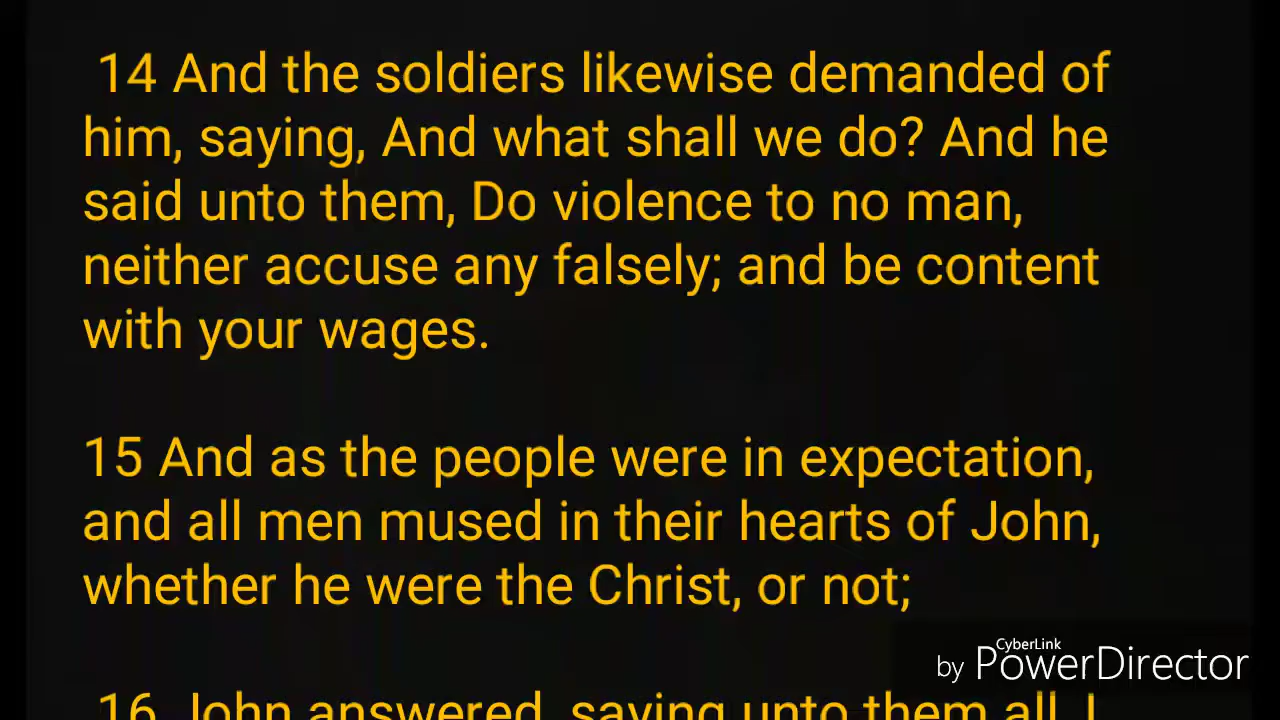 14 And the soldiers likewise demanded of
him, saying, And what shall we do? And he
said unto them, Do violence to no man,
neither accuse any falsely; and be content
with your wages.
15 And as the people were in expectation,
and all men mused in their hearts of John,
whether he were the Christ, or not;
16 John answered, saying unto them all, I
CyberLink
by PowerDirector